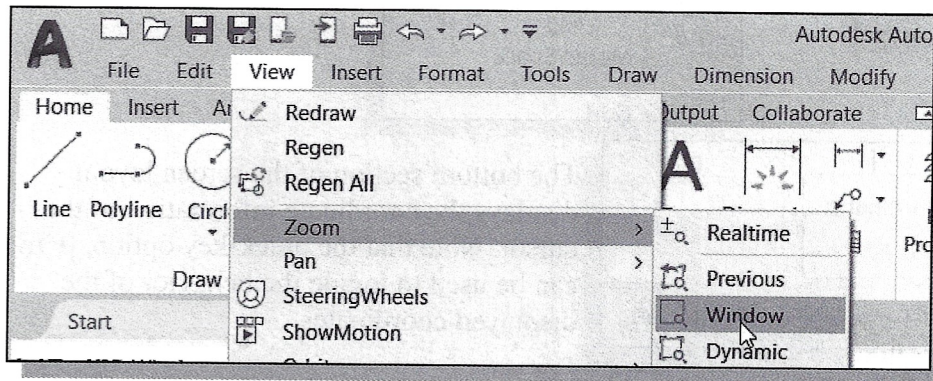 Autodesk Auto
File Edit View Insert Format Tools Draw Dimension Modify
Home Insert Output Collaborate
Redraw
Regen
Regen All
Line Polyline Circl
Zoom
Realtime
Pan
Previous
Draw
SteeringWheels
Window
Start
ShowMotion
Dynamic